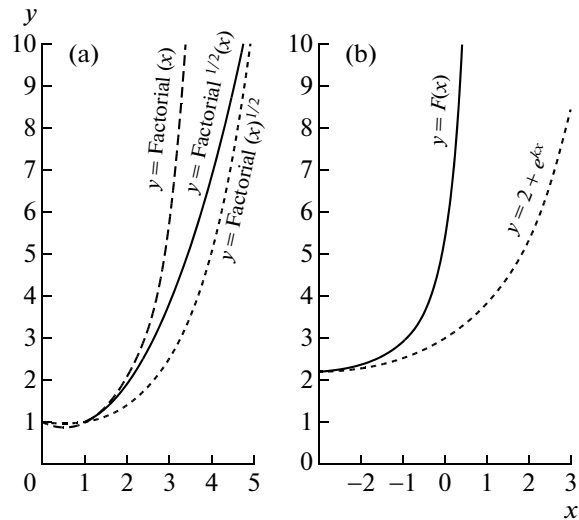 y
(a)
(b)
10
9
8
7
6
5
4
3
2
1
0 1 2 3 4 5
y = Factorial (x)
y = Factorial ^1/2(x)
y = Factorial (x)^1/2
10
9
8
7
6
5
4
3
2
1
0
−2 −1 0 1 2 3
y = F(x)
y = 2 + e^kx
x